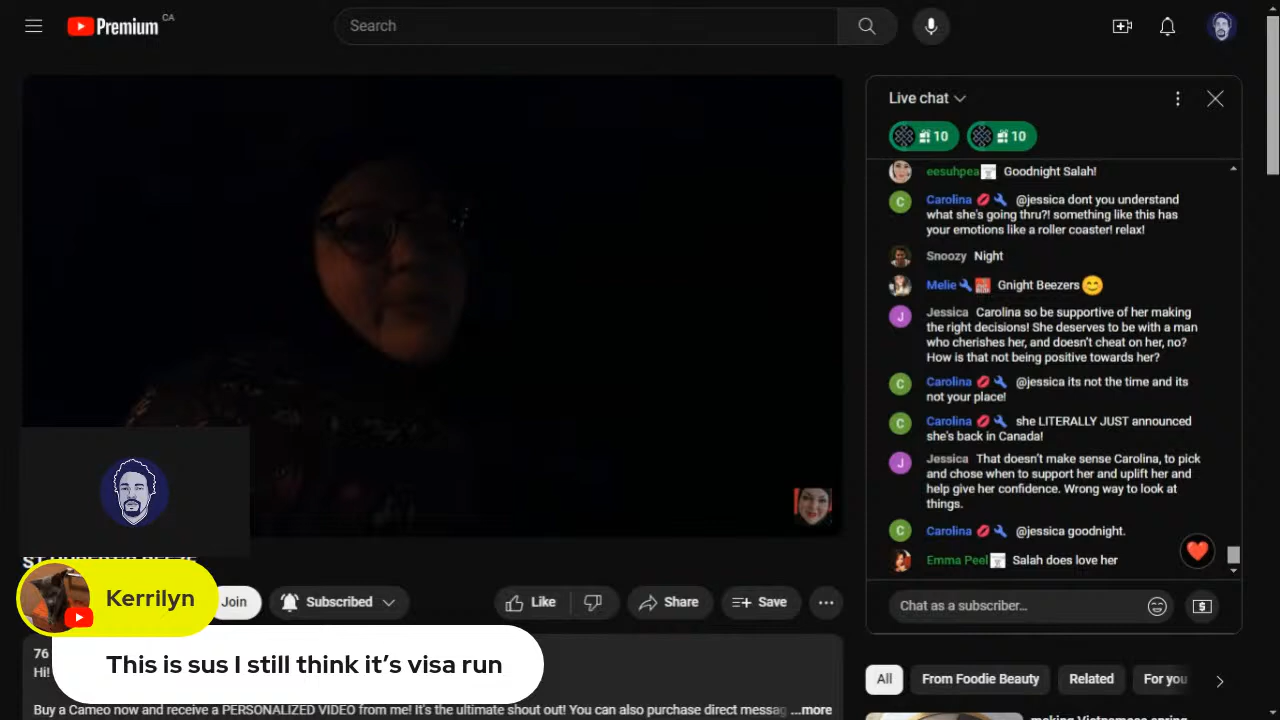 Premium CA
Search
Live chat
10
10
eesuhpea Goodnight Salah!
Carolina @jessica dont you understand
what she's going thru?! something like this has
your emotions like a roller coaster! relax!
Snoozy Night
Melie Gnight Beezers
Jessica Carolina so be supportive of her making
the right decisions! She deserves to be with a man
who cherishes her, and doesn't cheat on her, no?
How is that not being positive towards her?
Carolina @jessica its not the time and its
not your place!
Carolina she LITERALLY JUST announced
she's back in Canada!
Jessica That doesn't make sense Carolina, to pick
and chose when to support her and uplift her and
help give her confidence. Wrong way to look at
things.
Carolina @jessica goodnight.
Emma Peel Salah does love her
Chat as a subscriber...
Join
Subscribed
Like
Share
Save
Kerrilyn
This is sus I still think it's visa run
76
Hi!
Buy a Cameo now and receive a PERSONALIZED VIDEO from me! It's the ultimate shout out! You can also purchase direct messag ...more
All
From Foodie Beauty
Related
For you
making Vietnamese spring